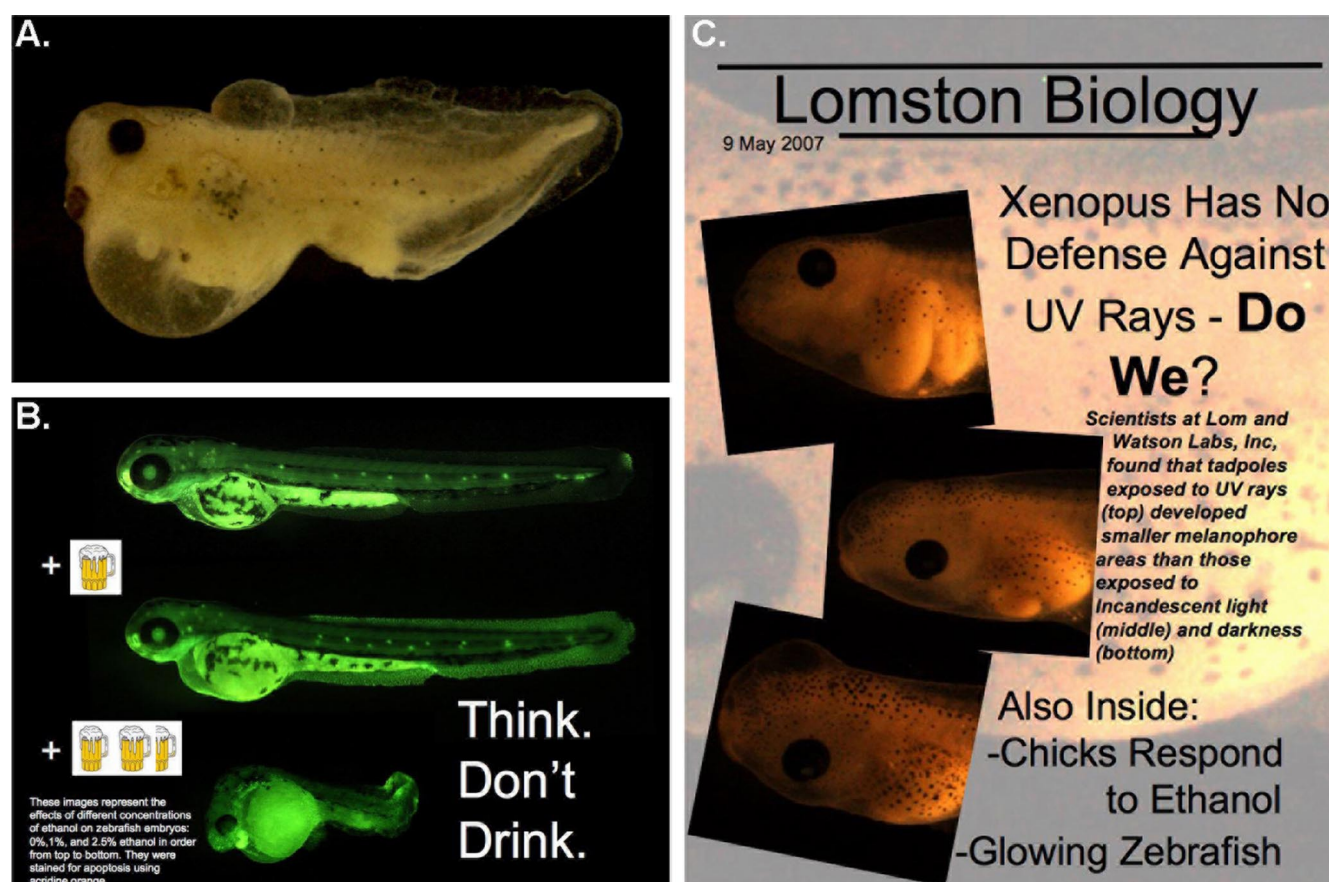 A.
B.
+
+
Think.
Don't
Drink.
These images represent the
effects of different concentrations
of ethanol on zebrafish embryos:
0%,1%, and 2.5% ethanol in order
from top to bottom. They were
stained for apoptosis using
acridine orange
C.
Lomston Biology
9 May 2007
Xenopus Has No
Defense Against
UV Rays - Do
We?
Scientists at Lom and
Watson Labs, Inc,
found that tadpoles
exposed to UV rays
(top) developed
smaller melanophore
areas than those
exposed to
Incandescent light
(middle) and darkness
(bottom)
Also Inside:
-Chicks Respond
to Ethanol
-Glowing Zebrafish